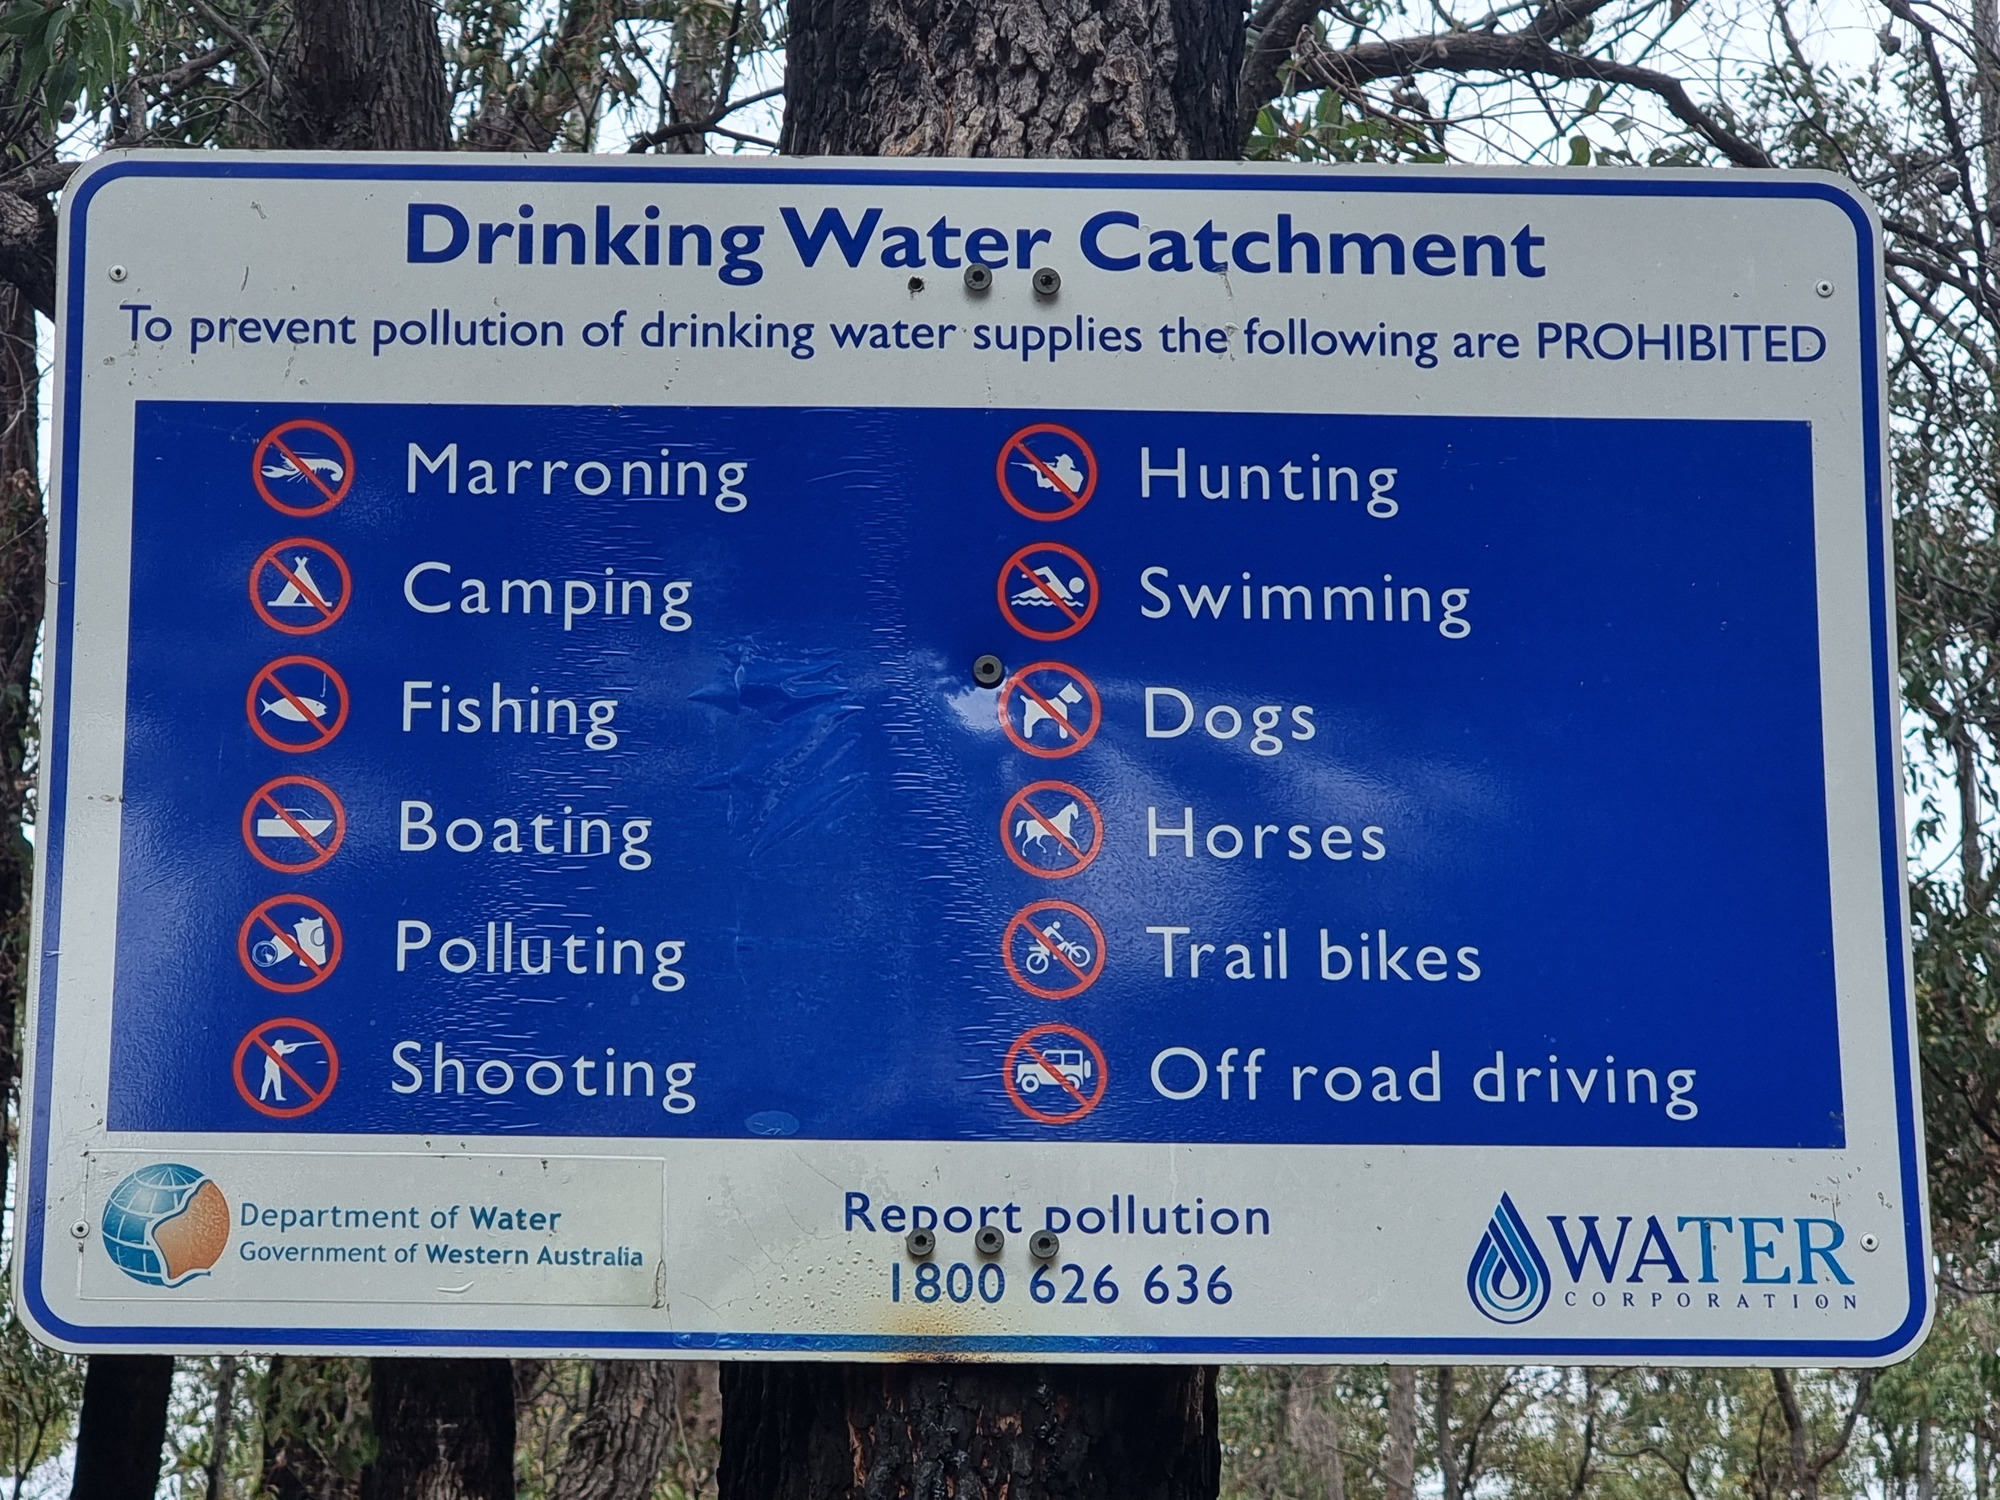 Drinking Water Catchment
To prevent pollution of drinking water supplies the following are PROHIBITED
Marroning
Camping
Fishing
Boating
Polluting
Shooting
Hunting
Swimming
Dogs
Horses
Trail bikes
Off road driving
Department of Water
Government of Western Australia
Report pollution
1800 626 636
WATER
CORPORATION